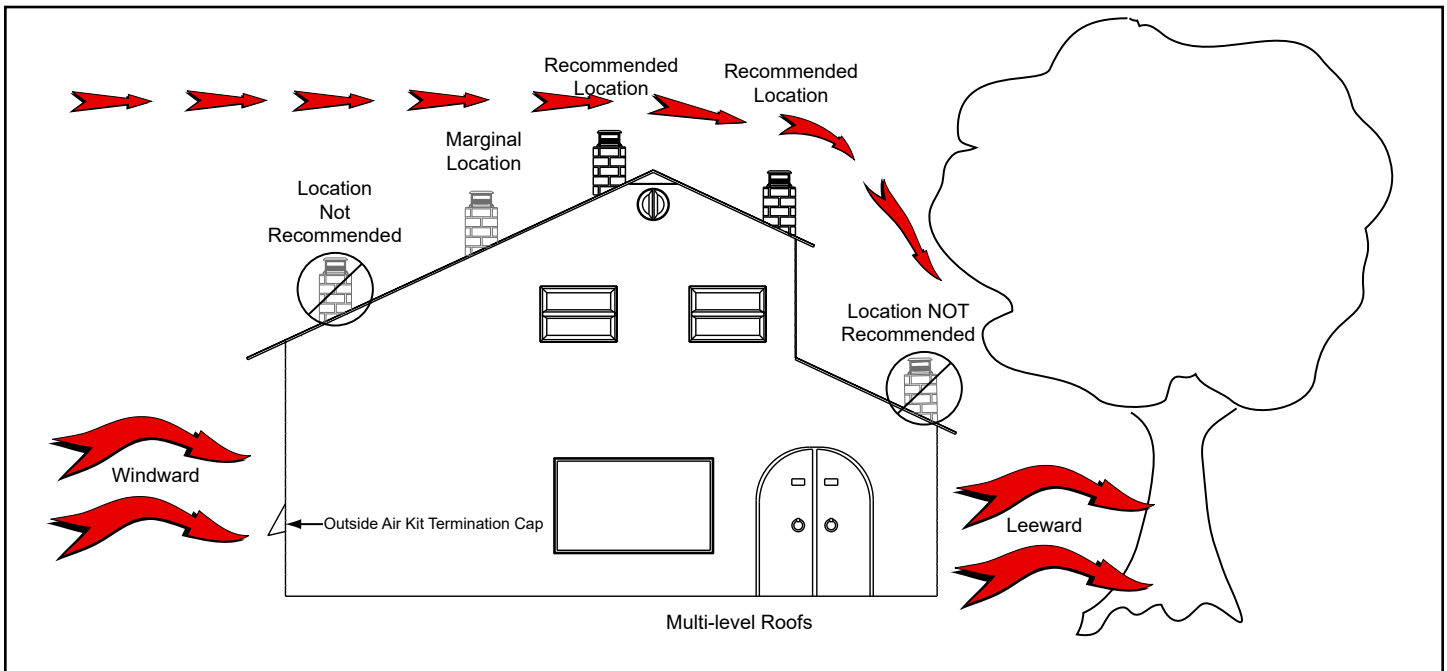 Recommended
Location
Recommended
Location
Marginal
Location
Location
Not
Recommended
Location NOT
Recommended
Windward
Outside Air Kit Termination Cap
Leeward
Multi-level Roofs